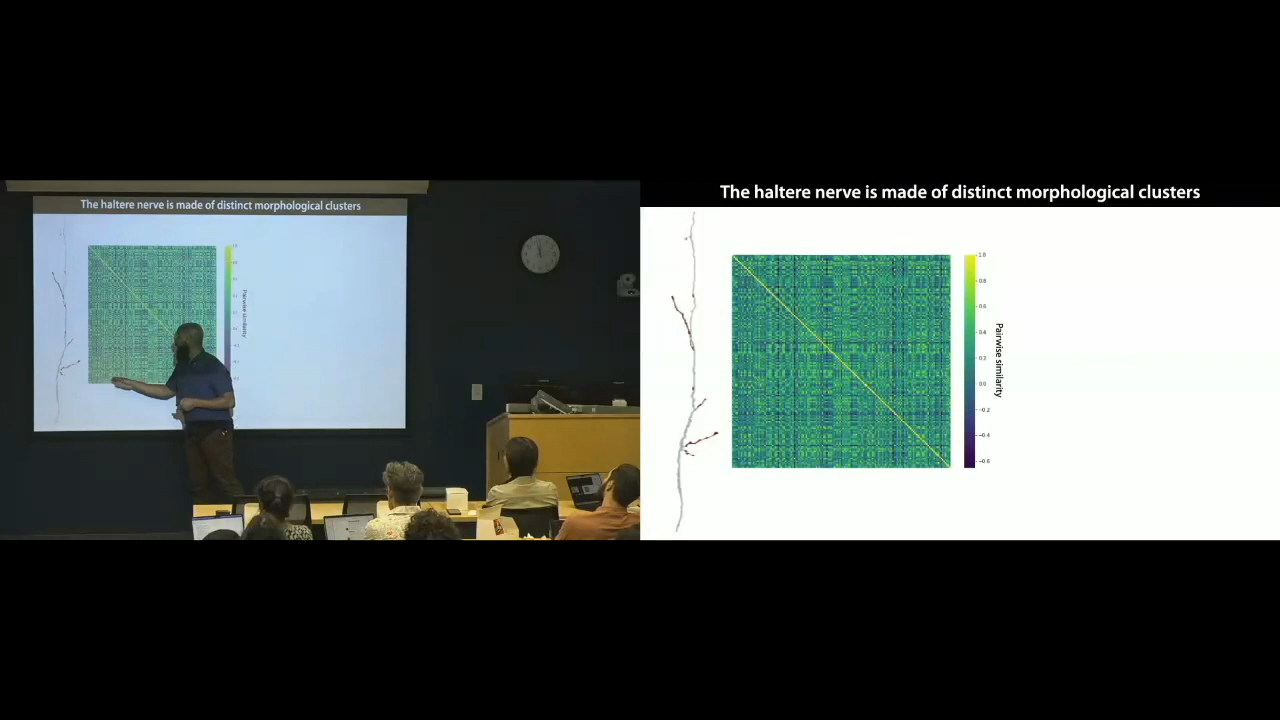 The haltere nerve is made of distinct morphological clusters
Pairwise similarity
The haltere nerve is made of distinct morphological clusters
1.0
0.8
0.6
0.4
0.2
0.0
−0.2
−0.4
−0.6
Pairwise similarity